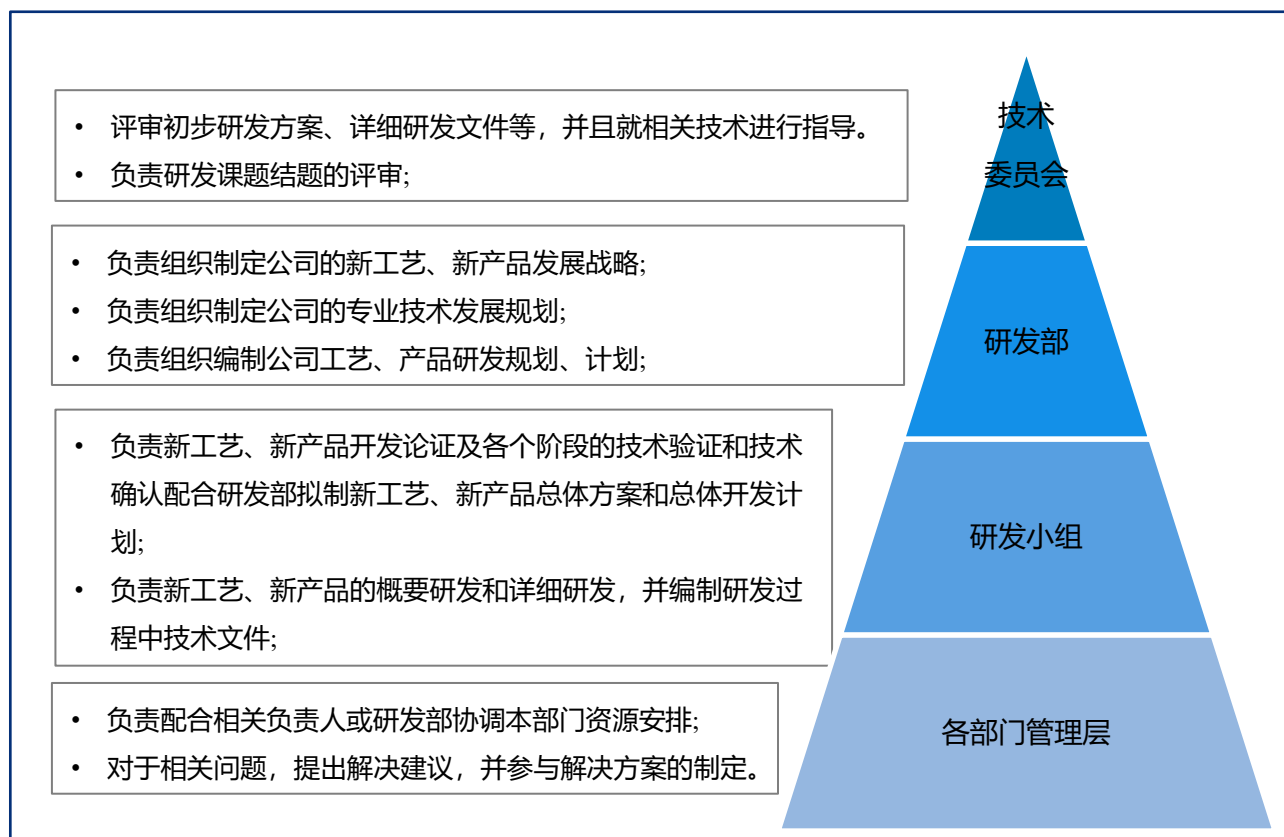 • 评审初步研发方案、详细研发文件等，并且就相关技术进行指导。
• 负责研发课题结题的评审;
技术
委员会
• 负责组织制定公司的新工艺、新产品发展战略;
• 负责组织制定公司的专业技术发展规划;
• 负责组织编制公司工艺、产品研发规划、计划;
研发部
• 负责新工艺、新产品开发论证及各个阶段的技术验证和技术
确认配合研发部拟制新工艺、新产品总体方案和总体开发计
划;
• 负责新工艺、新产品的概要研发和详细研发，并编制研发过
程中技术文件;
研发小组
• 负责配合相关负责人或研发部协调本部门资源安排;
• 对于相关问题，提出解决建议，并参与解决方案的制定。
各部门管理层